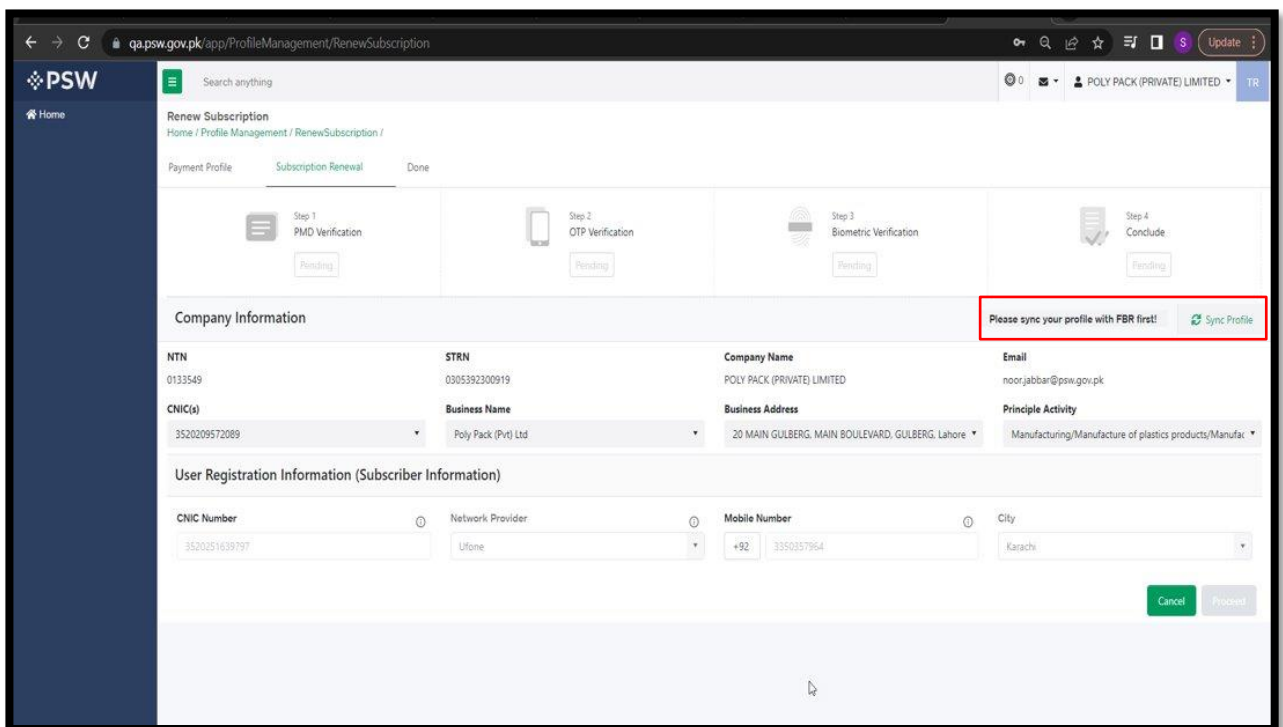 qa.psw.gov.pk/app/ProfileManagement/RenewSubscription
S
Update
PSW
Search anything
0
POLY PACK (PRIVATE) LIMITED
TR
Home
Renew Subscription
Home / Profile Management / RenewSubscription /
Payment Profile Subscription Renewal Done
Step 1
PMD Verification
Pending
Step 2
OTP Verification
Pending
Step 3
Biometric Verification
Pending
Step 4
Conclude
Pending
Company Information
Please sync your profile with FBR first! Sync Profile
NTN STRN Company Name Email
0133549 0305392300919 POLY PACK (PRIVATE) LIMITED noor.jabbar@psw.gov.pk
CNIC(s) Business Name Business Address Principle Activity
3520209572089 Poly Pack (Pvt) Ltd 20 MAIN GULBERG, MAIN BOULEVARD, GULBERG, Lahore Manufacturing/Manufacture of plastics products/Manufac
User Registration Information (Subscriber Information)
CNIC Number Network Provider Mobile Number City
3520251639797 Ufone +92 3350357964 Karachi
Cancel Proceed